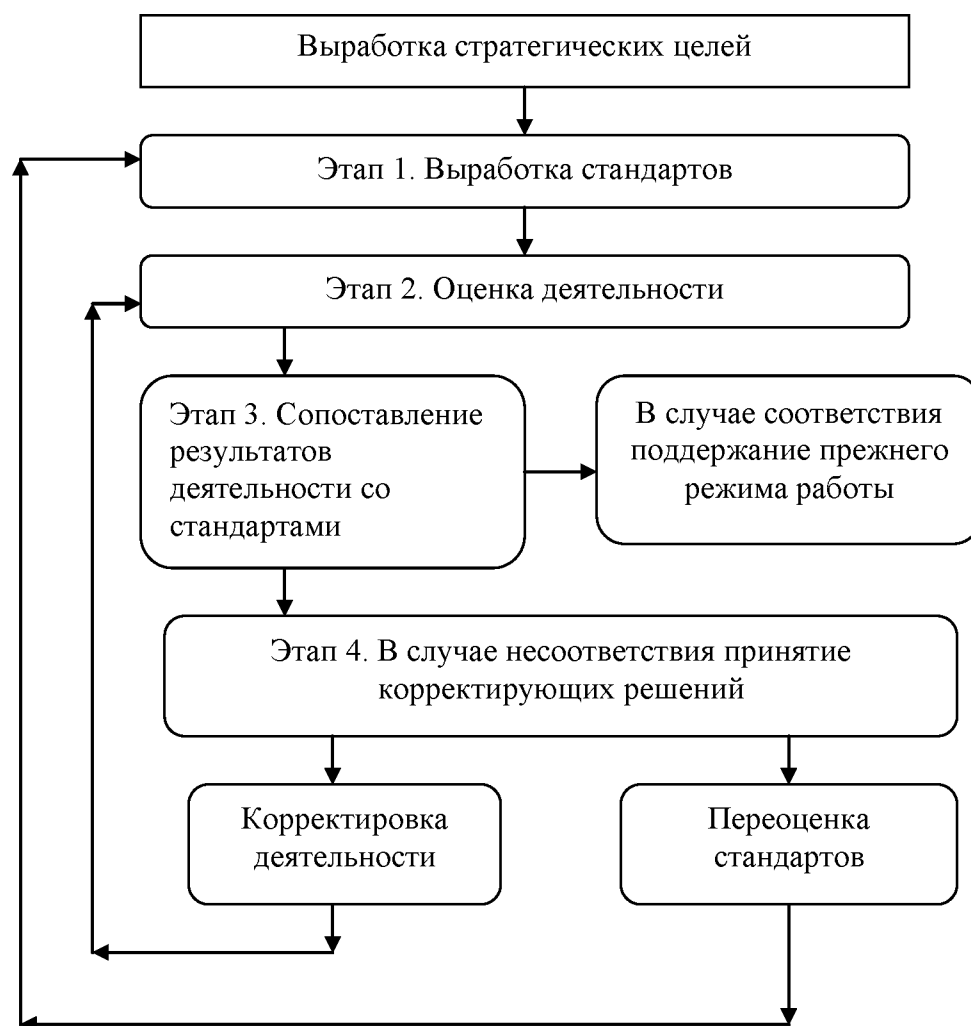 Выработка стратегических целей
Этап 1. Выработка стандартов
Этап 2. Оценка деятельности
Этап 3. Сопоставление
результатов
деятельности со
стандартами
В случае соответствия
поддержание прежнего
режима работы
Этап 4. В случае несоответствия принятие
корректирующих решений
Корректировка
деятельности
Переоценка
стандартов